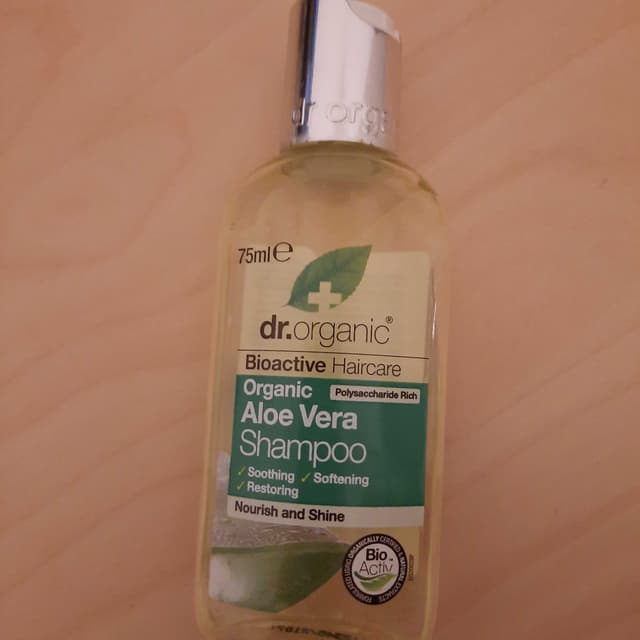 dr org
75ml e
dr.organic®
Bioactive Haircare
Organic
Polysaccharide Rich
Aloe Vera
Shampoo
✓Soothing ✓Softening
✓Restoring
Nourish and Shine
Bio
Activ